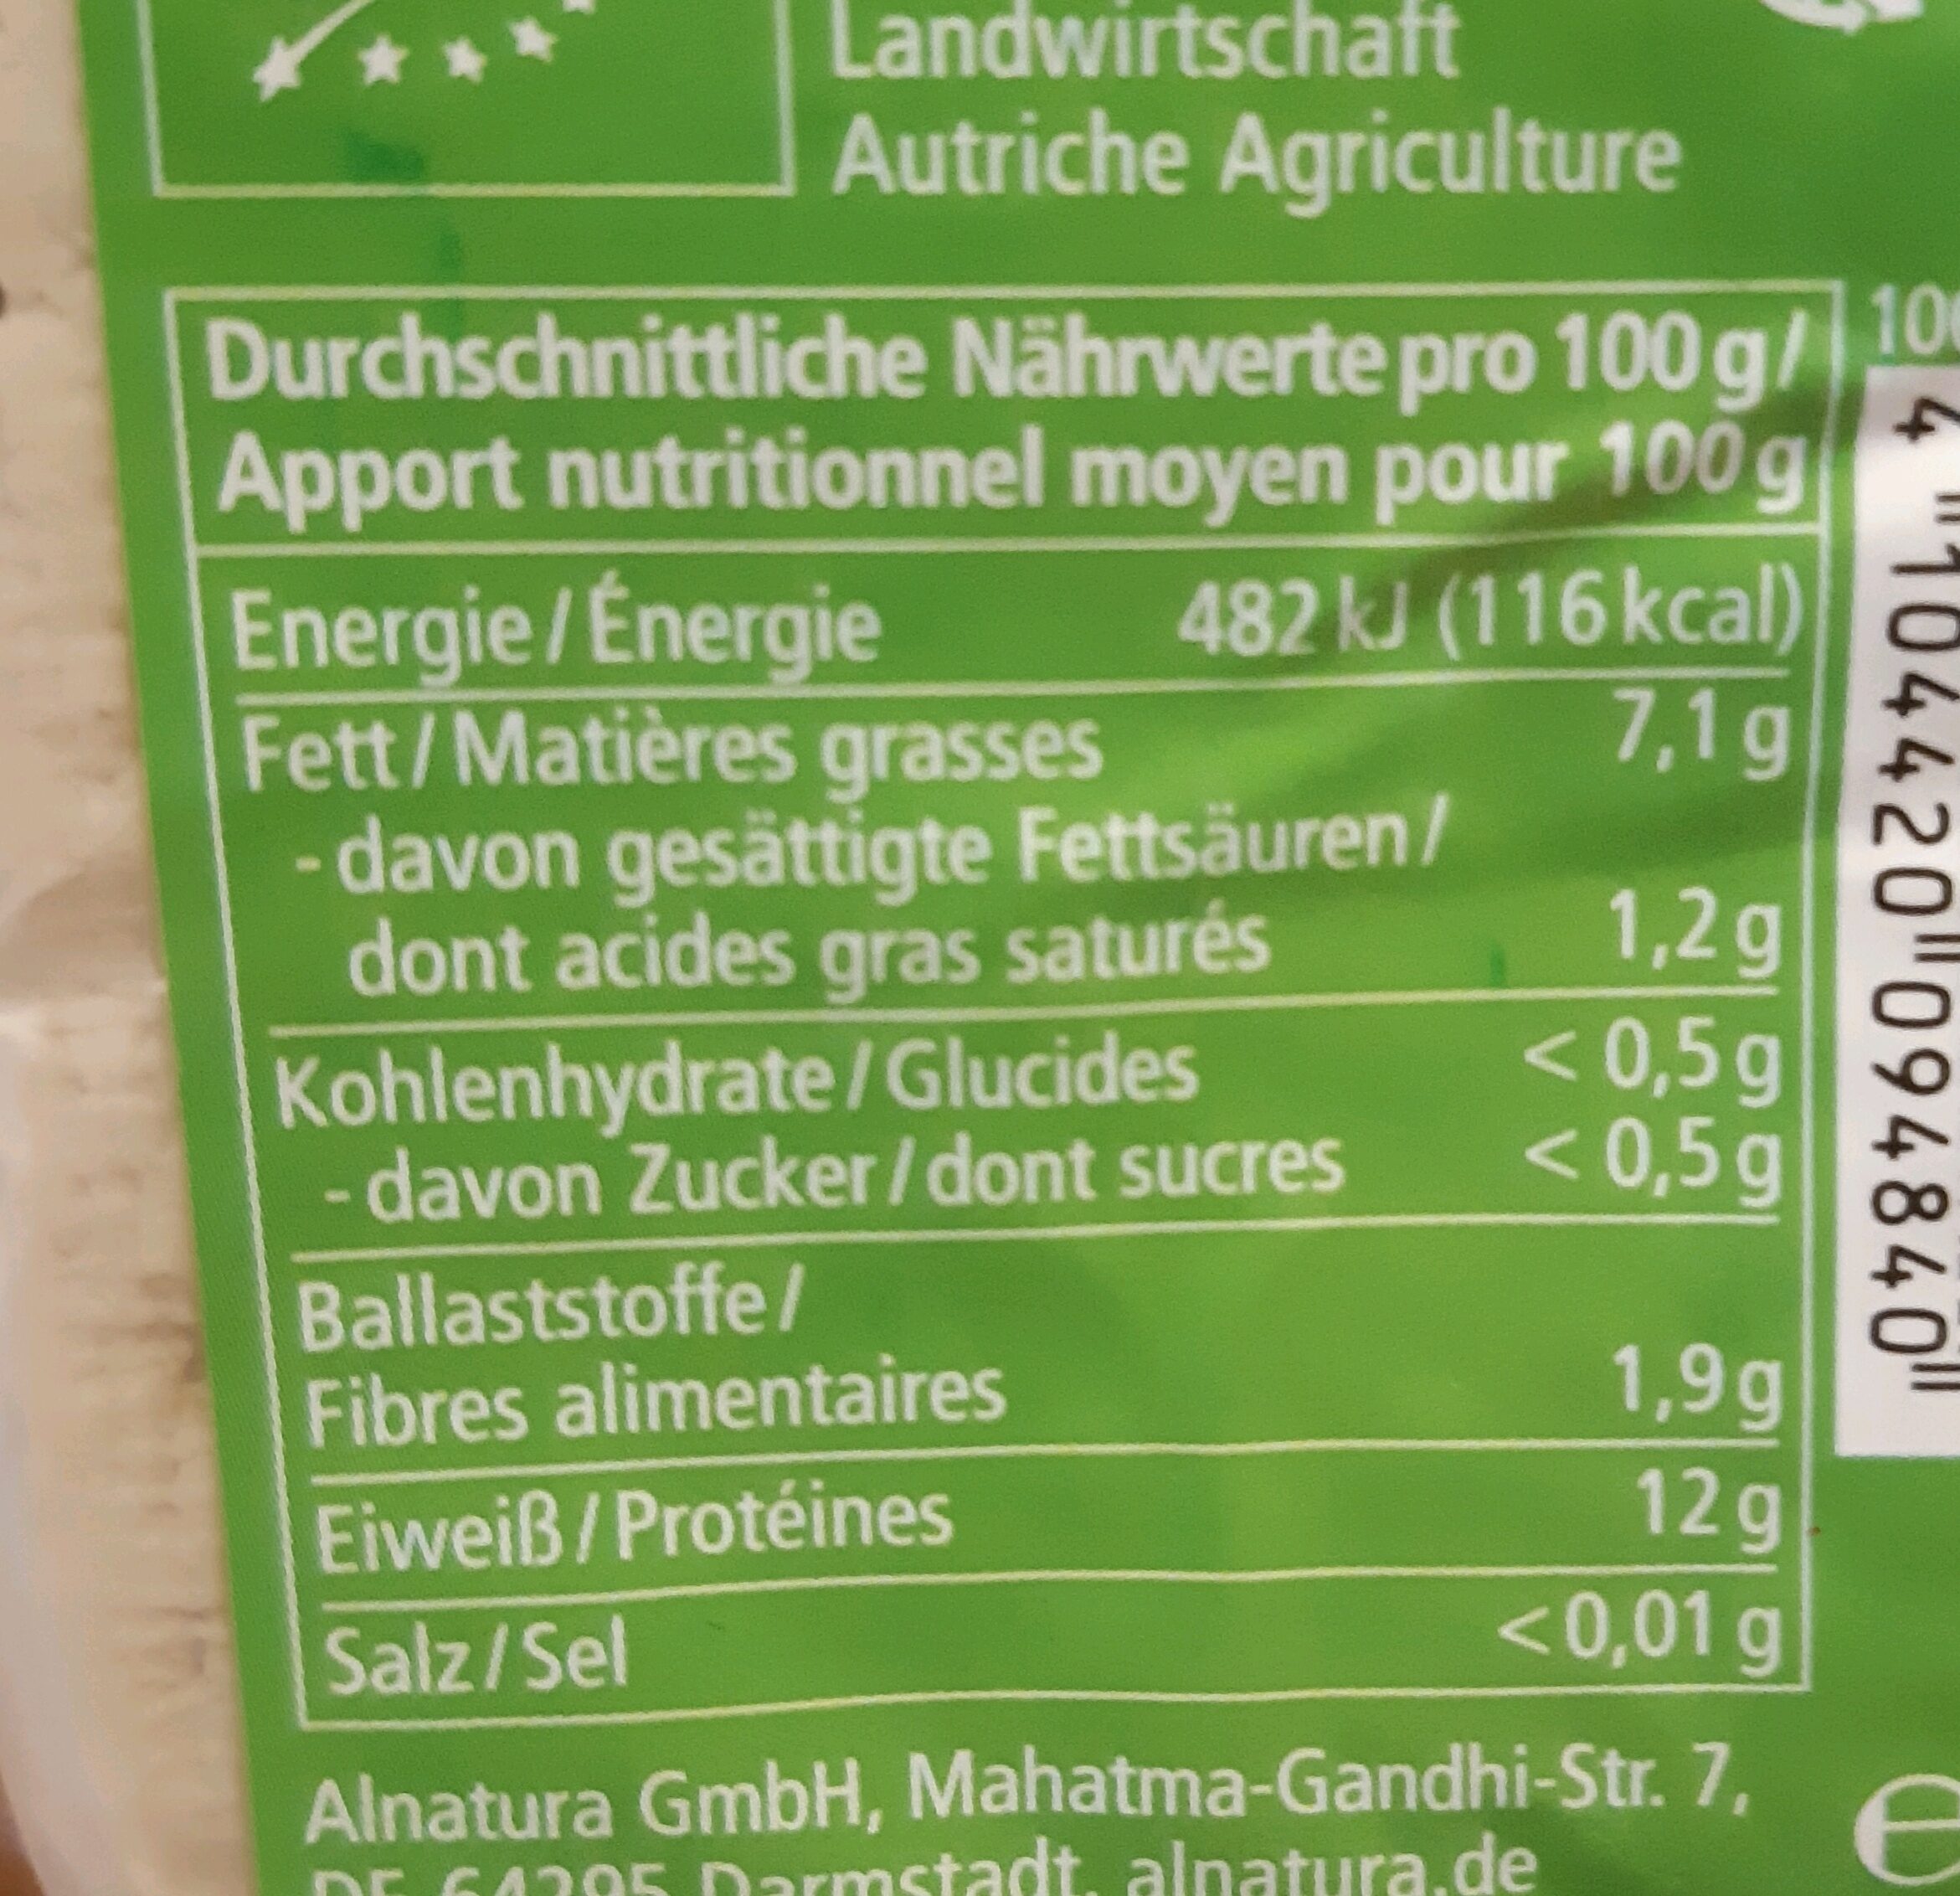 Landwirtschaft
Autriche Agriculture
Durchschnittliche Nährwerte pro 100 g/
Apport nutritionnel moyen pour 100 g
Energie / Énergie 482 kJ (116 kcal)
Fett / Matières grasses 7,1 g
- davon gesättigte Fettsäuren /
dont acides gras saturés 1,2 g
Kohlenhydrate / Glucides < 0,5 g
- davon Zucker / dont sucres < 0,5 g
Ballaststoffe /
Fibres alimentaires 1,9 g
Eiweiß / Protéines 12 g
Salz / Sel <0,01 g
Alnatura GmbH, Mahatma-Gandhi-Str. 7,
DE-64295 Darmstadt, alnatura.de
4 104420 094840
e